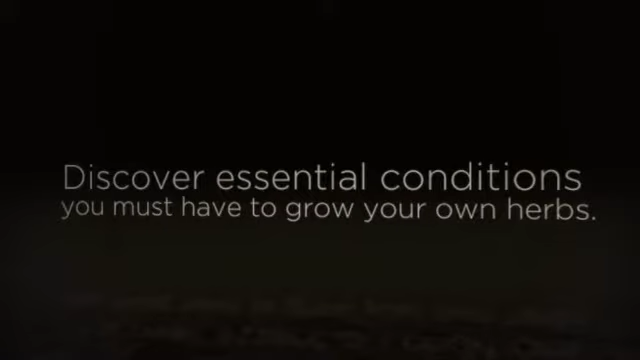 Discover essential conditions
you must have to grow your own herbs.